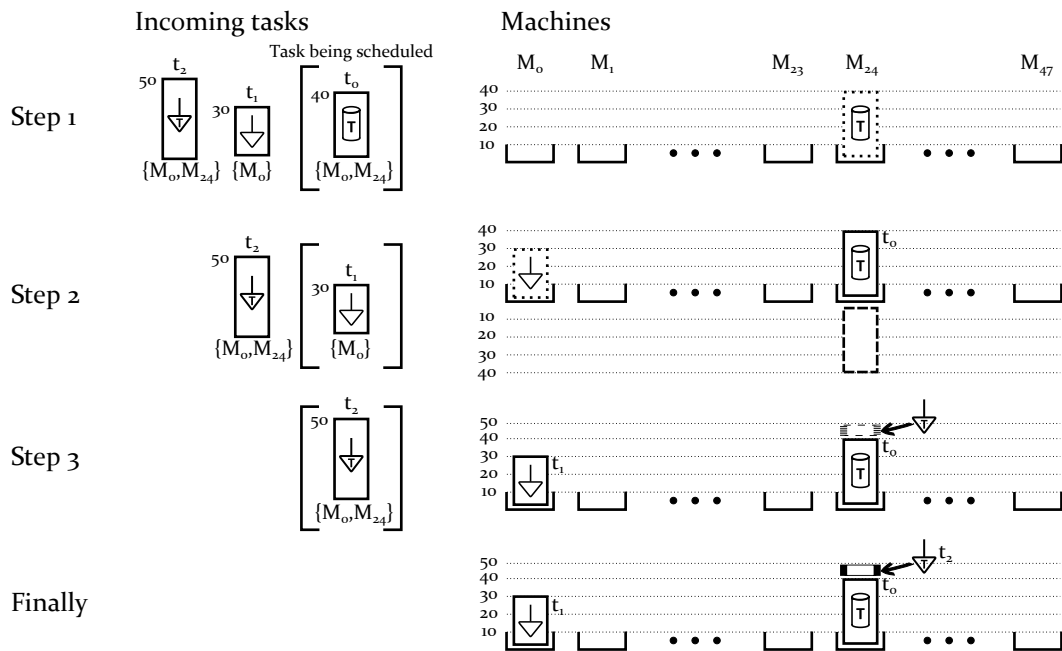 Incoming tasks
Machines
Task being scheduled
M₀ M₁ M₂₃ M₂₄ M₄₇
Step 1
50 t₂ T {M₀,M₂₄}
30 t₁ {M₀}
40 t₀ T {M₀,M₂₄}
40
30
20
10
T
Step 2
50 t₂ T {M₀,M₂₄}
30 t₁ {M₀}
40
30
20
10
t₀
T
10
20
30
40
Step 3
50 t₂ T {M₀,M₂₄}
50
40
30
20
10
t₁
T
t₀
T
Finally
50
40
30
20
10
t₁
T
t₂
t₀
T